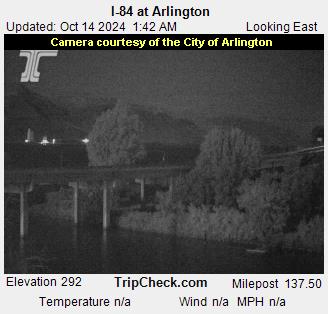 I-84 at Arlington
Updated: Oct 14 2024 1:42 AM Looking East
Camera courtesy of the City of Arlington
Elevation 292 TripCheck.com Milepost 137.50
Temperature n/a Wind n/a MPH n/a